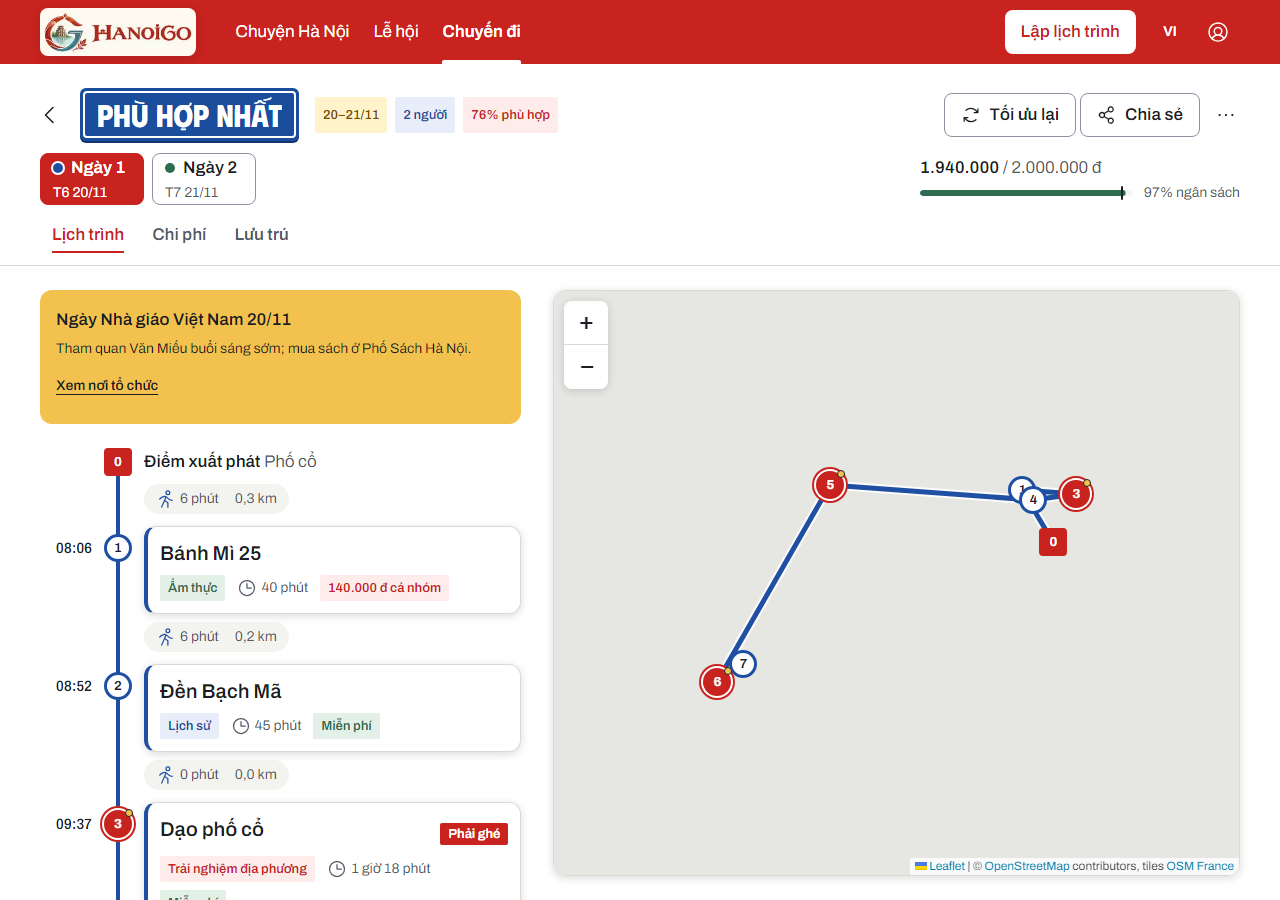 HANOIGO
Chuyện Hà Nội
Lễ hội
Chuyến đi
Lập lịch trình
VI
PHÙ HỢP NHẤT
20–21/11
2 người
76% phù hợp
Tối ưu lại
Chia sẻ
Ngày 1
T6 20/11
Ngày 2
T7 21/11
1.940.000 / 2.000.000 đ
97% ngân sách
Lịch trình
Chi phí
Lưu trú
Ngày Nhà giáo Việt Nam 20/11
Tham quan Văn Miếu buổi sáng sớm; mua sách ở Phố Sách Hà Nội.
Xem nơi tổ chức
0
Điểm xuất phát Phố cổ
6 phút 0,3 km
08:06
1
Bánh Mì 25
Ẩm thực
40 phút
140.000 đ cả nhóm
6 phút 0,2 km
08:52
2
Đền Bạch Mã
Lịch sử
45 phút
Miễn phí
0 phút 0,0 km
09:37
3
Dạo phố cổ
Phải ghé
Trải nghiệm địa phương
1 giờ 18 phút
+
−
5
4
3
0
7
6
Leaflet | © OpenStreetMap contributors, tiles OSM France